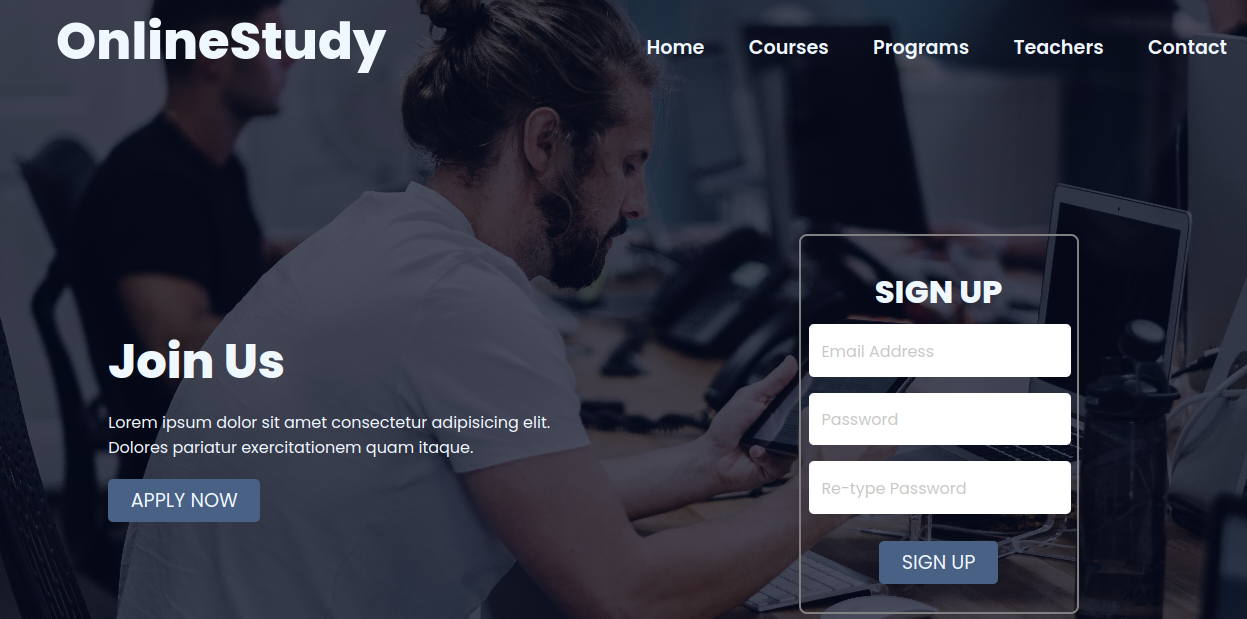 OnlineStudy
Home Courses Programs Teachers Contact
Join Us
Lorem ipsum dolor sit amet consectetur adipisicing elit.
Dolores pariatur exercitationem quam itaque.
APPLY NOW
SIGN UP
Email Address
Password
Re-type Password
SIGN UP